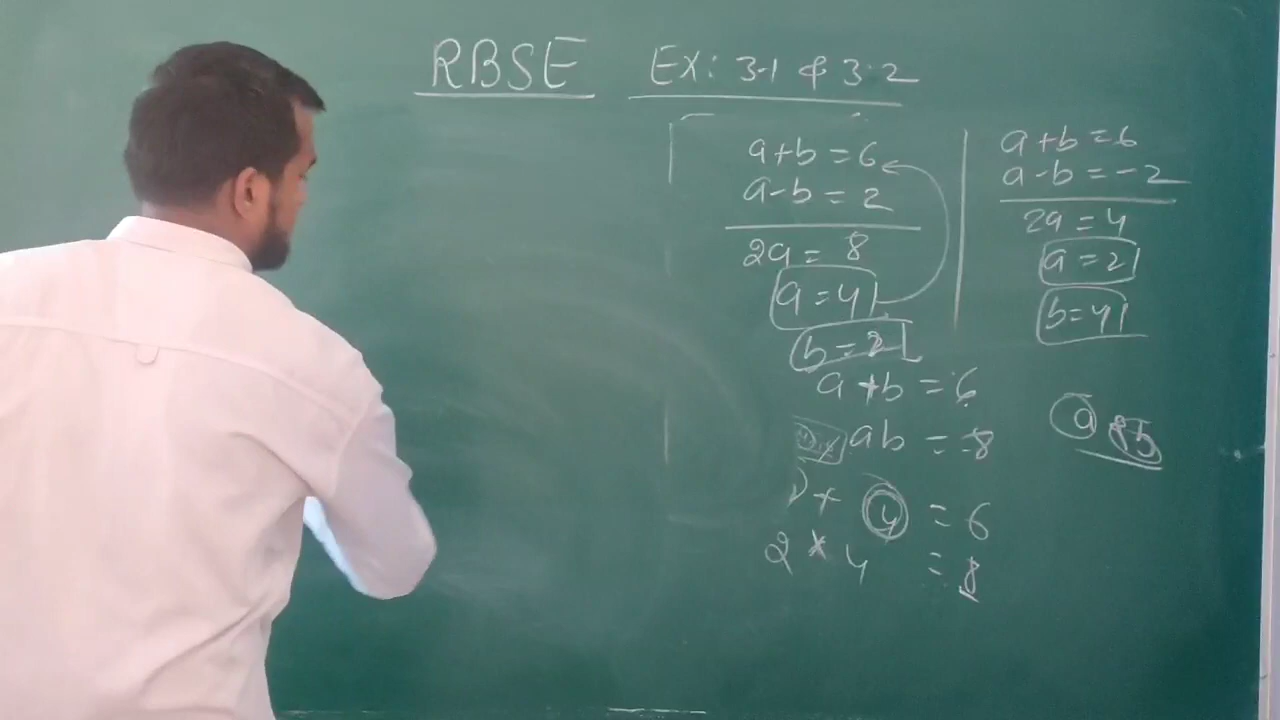 RBSE EX: 3.1 & 3.2
a+b = 6
a-b = 2
2a = 8
a = 4
b = 2
a + b = 6
ab = 8
+ 4 = 6
2 * 4 = 8
a+b = 6
a-b = -2
2a = 4
a = 2
b = 4
a